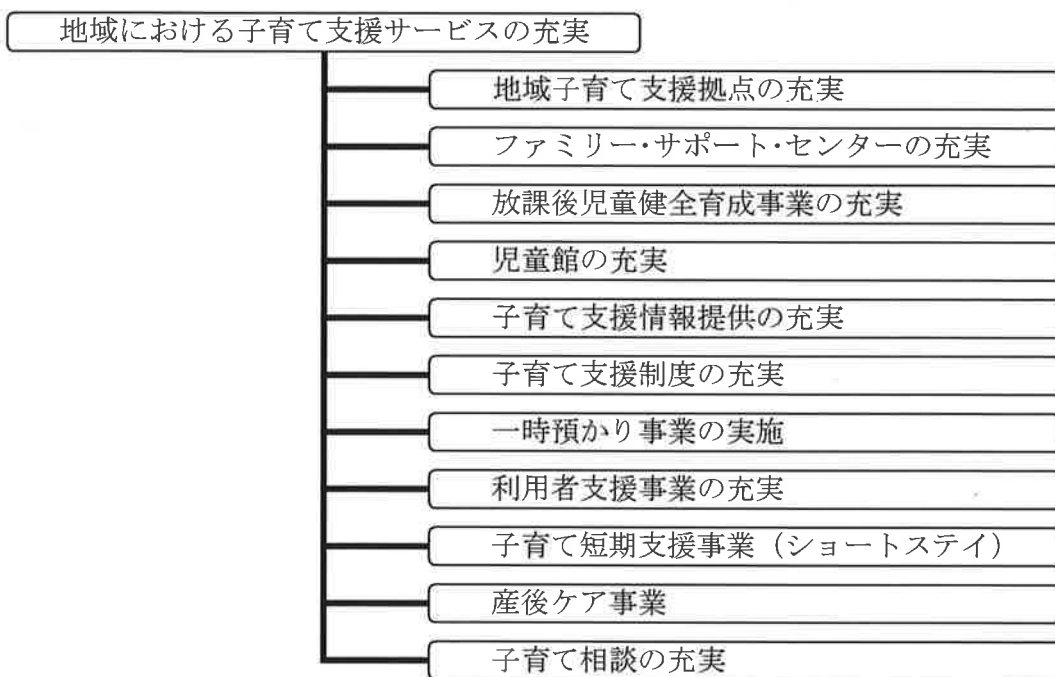 地域における子育て支援サービスの充実
地域子育て支援拠点の充実
ファミリー・サポート・センターの充実
放課後児童健全育成事業の充実
児童館の充実
子育て支援情報提供の充実
子育て支援制度の充実
一時預かり事業の実施
利用者支援事業の充実
子育て短期支援事業（ショートステイ）
産後ケア事業
子育て相談の充実